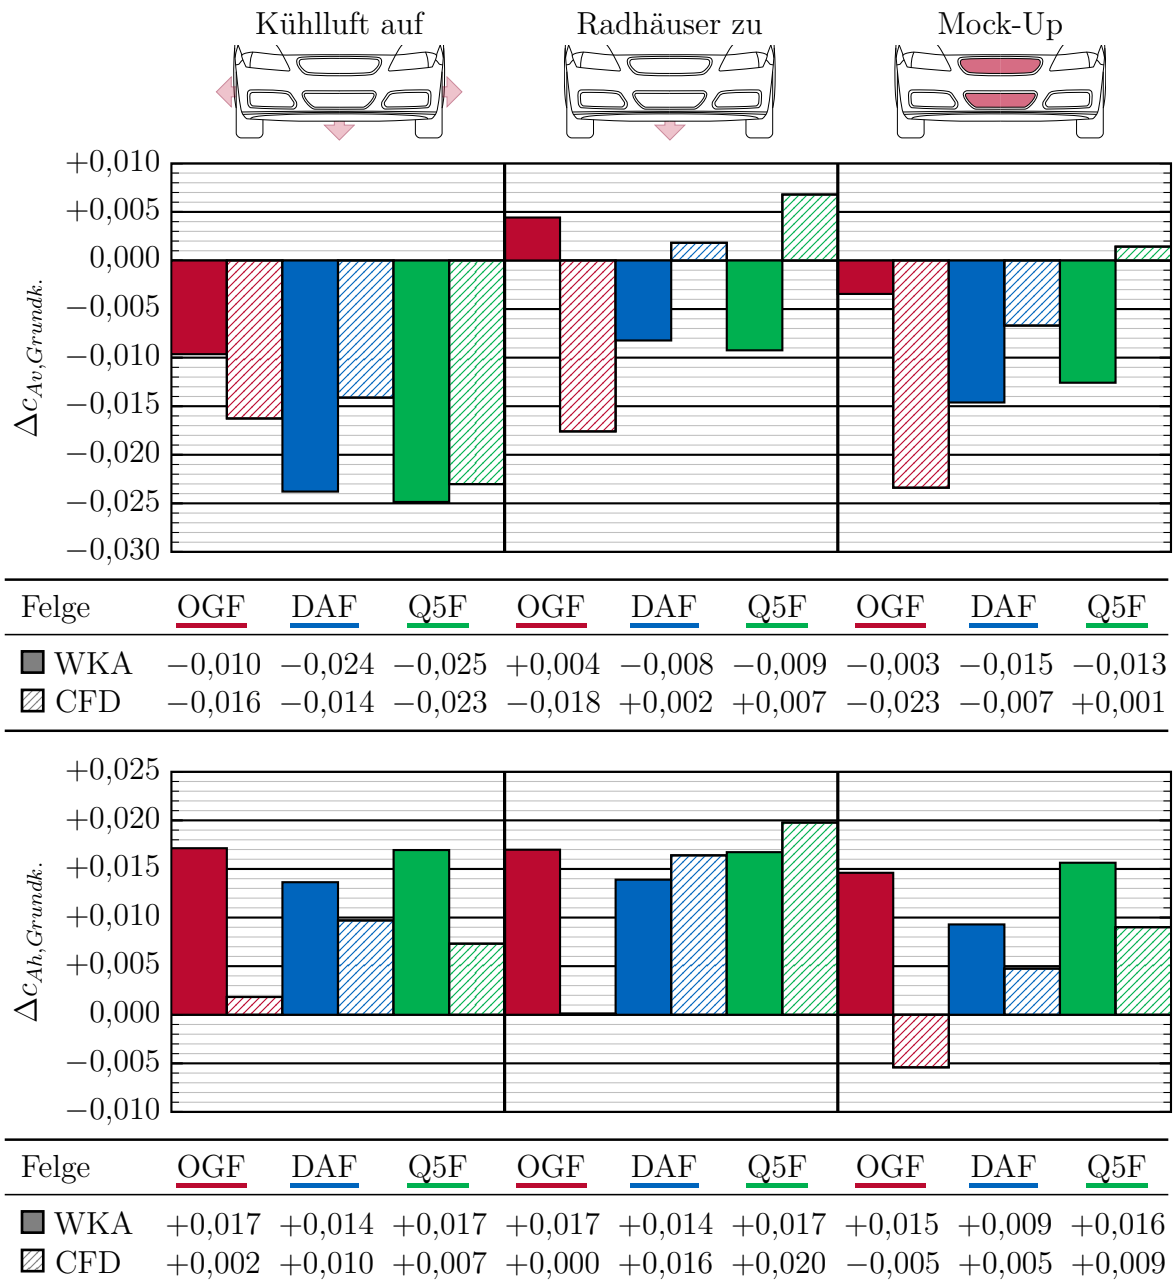 Kühlluft auf Radhäuser zu Mock-Up
+0,010
+0,005
0,000
−0,005
−0,010
−0,015
−0,020
−0,025
−0,030
Δc_{Av,Grundk.}
Felge OGF DAF Q5F OGF DAF Q5F OGF DAF Q5F
WKA −0,010 −0,024 −0,025 +0,004 −0,008 −0,009 −0,003 −0,015 −0,013
CFD −0,016 −0,014 −0,023 −0,018 +0,002 +0,007 −0,023 −0,007 +0,001
+0,025
+0,020
+0,015
+0,010
+0,005
0,000
−0,005
−0,010
Δc_{Ah,Grundk.}
Felge OGF DAF Q5F OGF DAF Q5F OGF DAF Q5F
WKA +0,017 +0,014 +0,017 +0,017 +0,014 +0,017 +0,015 +0,009 +0,016
CFD +0,002 +0,010 +0,007 +0,000 +0,016 +0,020 −0,005 +0,005 +0,009